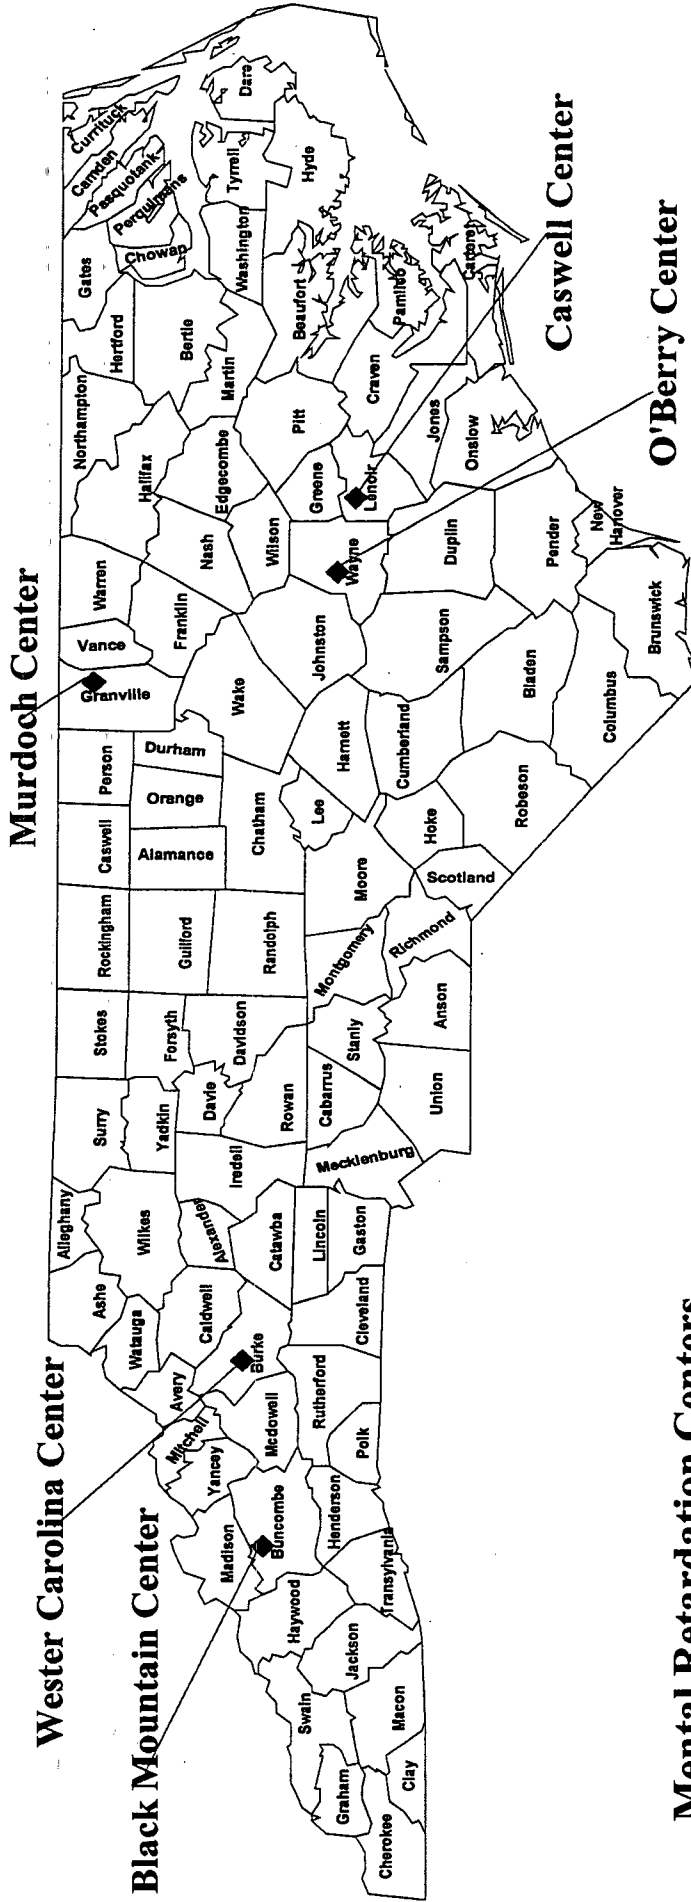 Murdoch Center
Wester Carolina Center
Black Mountain Center
Caswell Center
O'Berry Center
Cherokee
Graham
Clay
Swain
Macon
Jackson
Haywood
Transylvania
Madison
Buncombe
Henderson
Yancey
Mitchell
Avery
Mcdowell
Polk
Rutherford
Burke
Caldwell
Watauga
Ashe
Alleghany
Wilkes
Alexander
Catawba
Lincoln
Cleveland
Gaston
Surry
Yadkin
Iredell
Davie
Rowan
Mecklenburg
Cabarrus
Union
Stokes
Forsyth
Davidson
Stanly
Anson
Rockingham
Guilford
Randolph
Montgomery
Richmond
Caswell
Alamance
Chatham
Moore
Scotland
Person
Orange
Durham
Lee
Hoke
Robeson
Granville
Vance
Wake
Harnett
Cumberland
Bladen
Columbus
Warren
Franklin
Johnston
Sampson
Brunswick
Northampton
Halifax
Nash
Wilson
Wayne
Duplin
Pender
New
Hanover
Edgecombe
Greene
Lenoir
Jones
Onslow
Hertford
Bertie
Martin
Pitt
Craven
Gates
Chowan
Perquimans
Pasquotank
Camden
Currituck
Washington
Tyrrell
Dare
Beaufort
Hyde
Pamlico
Carteret
Mental Retardation Centers